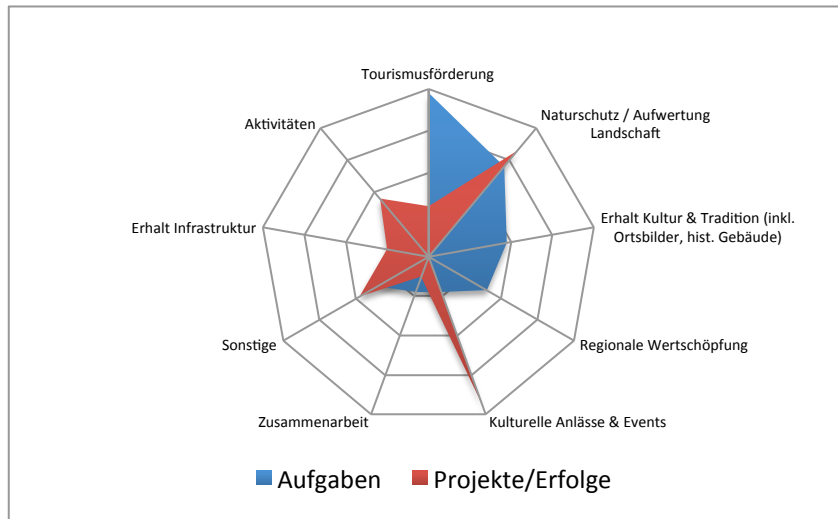 Tourismusförderung
Naturschutz / Aufwertung
Landschaft
Erhalt Kultur & Tradition (inkl.
Ortsbilder, hist. Gebäude)
Regionale Wertschöpfung
Kulturelle Anlässe & Events
Zusammenarbeit
Sonstige
Erhalt Infrastruktur
Aktivitäten
Aufgaben
Projekte/Erfolge